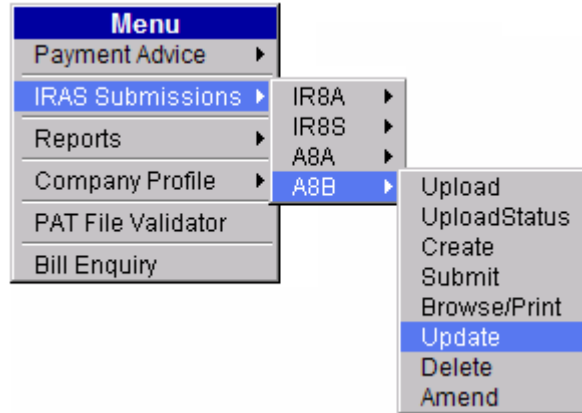 Menu
Payment Advice
IRAS Submissions
Reports
Company Profile
PAT File Validator
Bill Enquiry
IR8A
IR8S
A8A
A8B
Upload
UploadStatus
Create
Submit
Browse/Print
Update
Delete
Amend